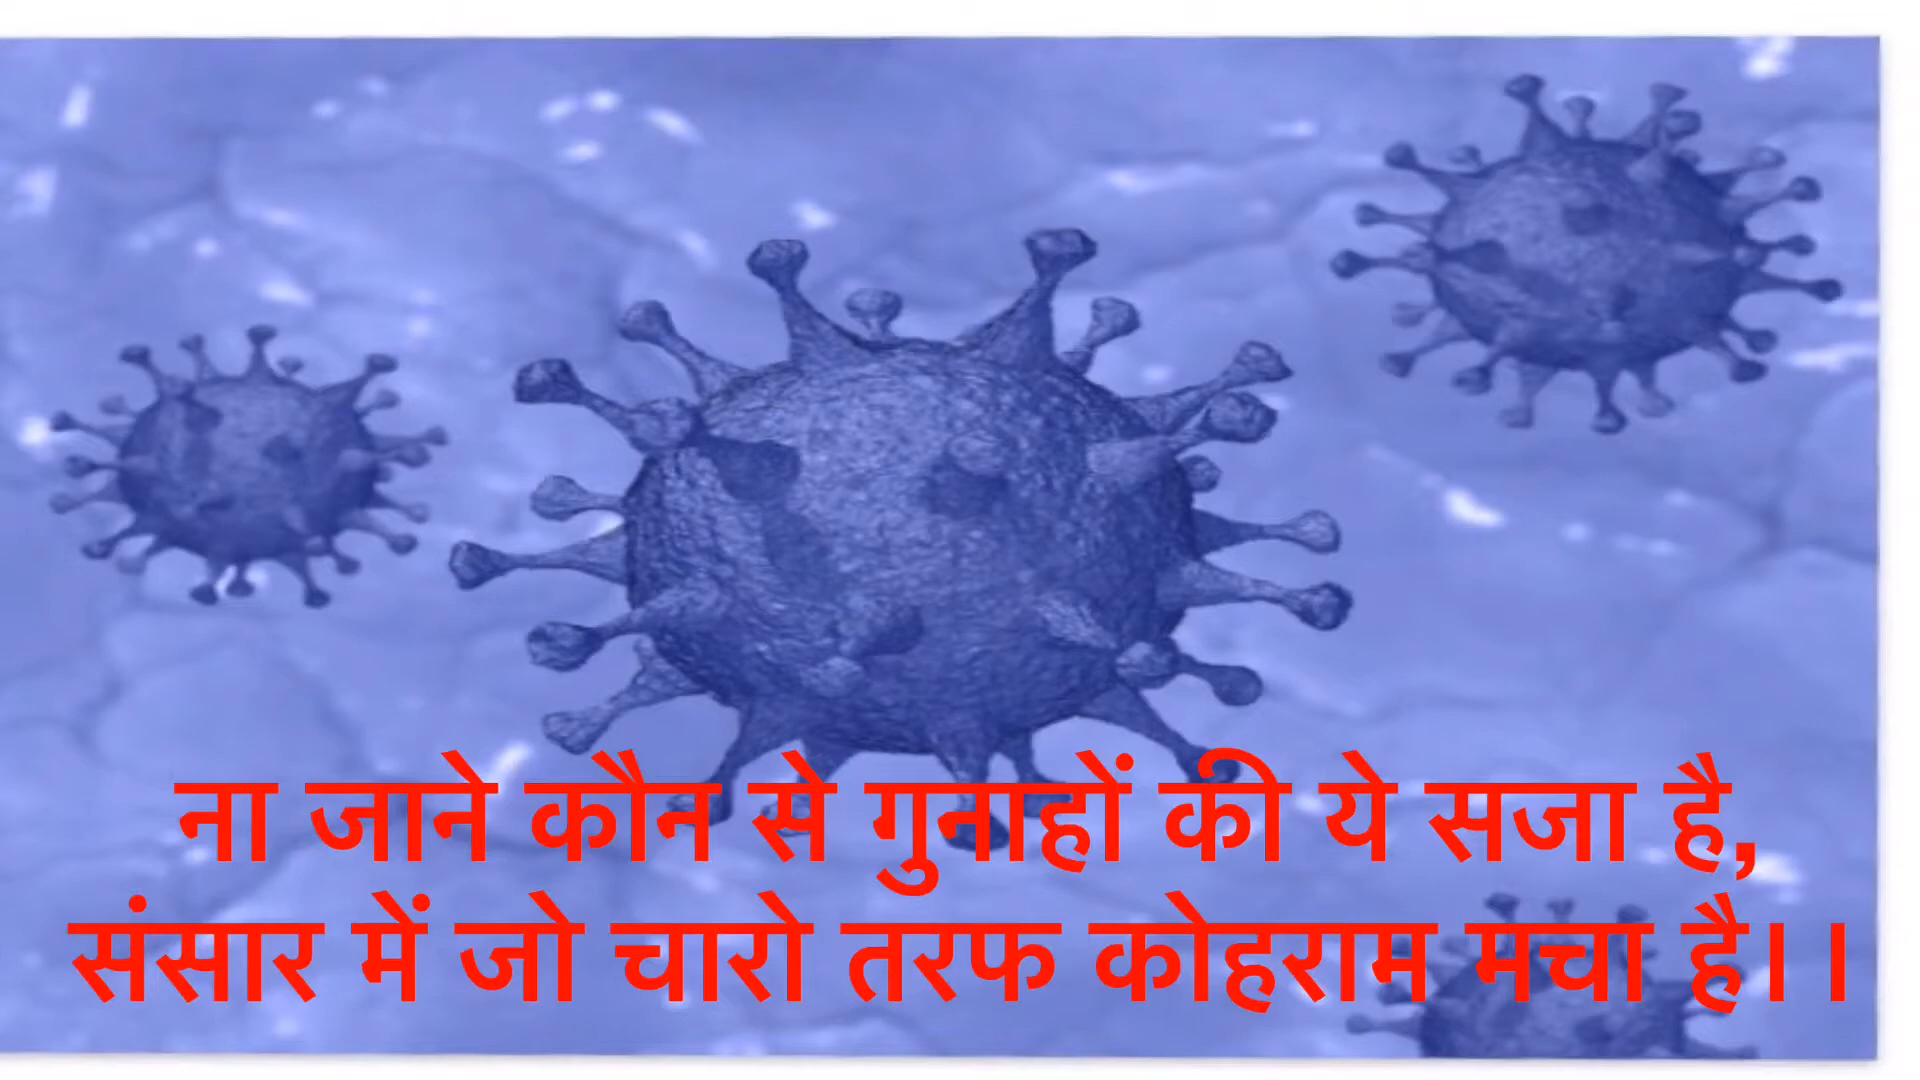 ना जाने कौन से गुनाहों की ये सजा है,
संसार में जो चारो तरफ कोहराम मचा है।।